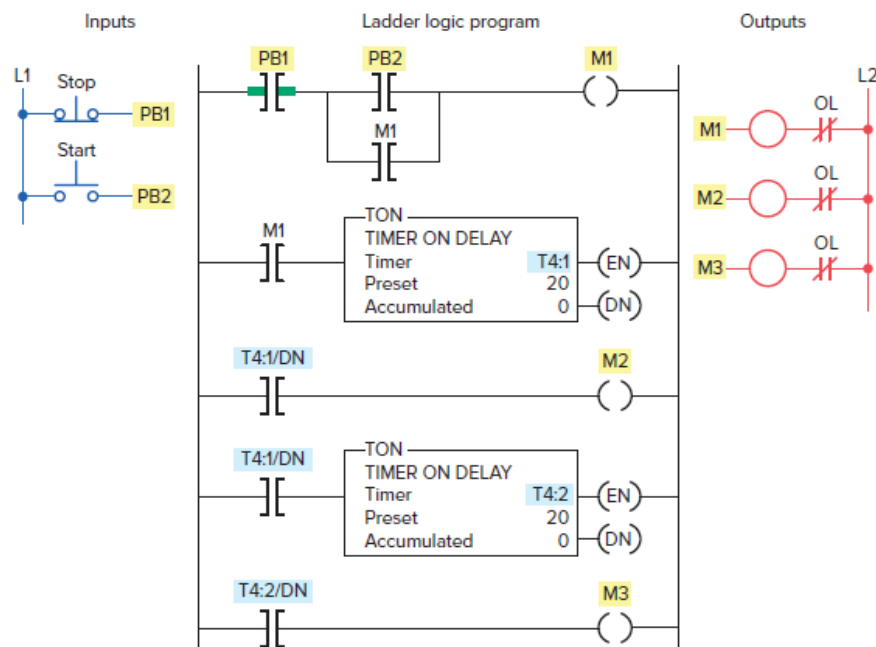 Inputs
Ladder logic program
Outputs
L1
Stop
PB1
Start
PB2
PB1
PB2
M1
M1
L2
OL
M1
OL
M2
OL
M3
M1
TON
TIMER ON DELAY
Timer T4:1
Preset 20
Accumulated 0
EN
DN
T4:1/DN
M2
T4:1/DN
TON
TIMER ON DELAY
Timer T4:2
Preset 20
Accumulated 0
EN
DN
T4:2/DN
M3